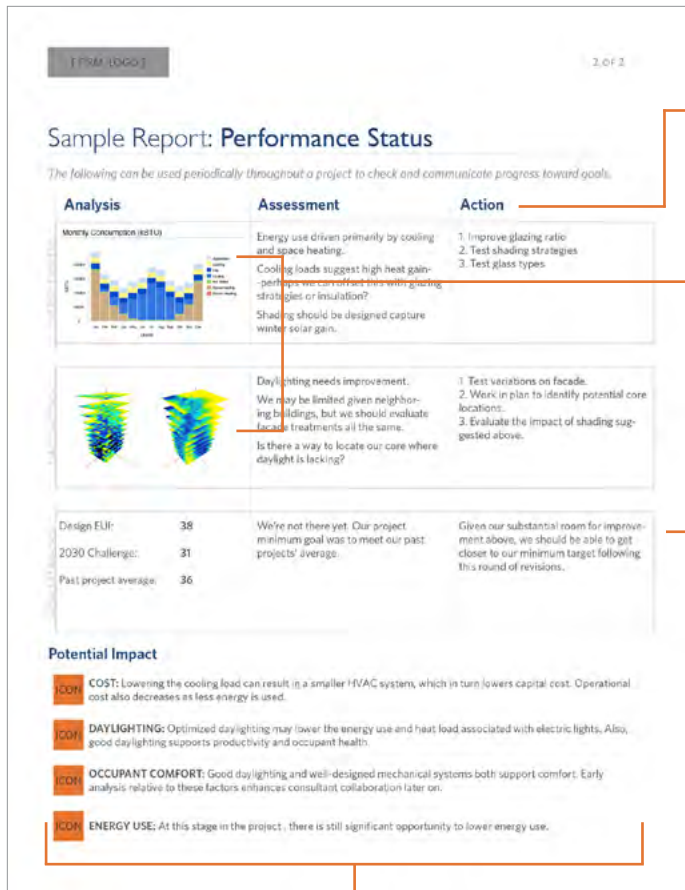 [ FIRM LOGO ]
2 OF 2
Sample Report: Performance Status
The following can be used periodically throughout a project to check and communicate progress toward goals.
Analysis
Assessment
Action
Monthly Consumption (kBTU)
Energy use driven primarily by cooling
and space heating.
Cooling loads suggest high heat gain-
-perhaps we can offset this with glazing
strategies or insulation?
Shading should be designed capture
winter solar gain.
1. Improve glazing ratio
2. Test shading strategies
3. Test glass types
Daylighting needs improvement.
We may be limited given neighbor-
ing buildings, but we should evaluate
facade treatments all the same.
Is there a way to locate our core where
daylight is lacking?
1 Test variations on facade.
2. Work in plan to identify potential core
locations.
3. Evaluate the impact of shading sug-
gested above.
Design EUI: 38
2030 Challenge: 31
Past project average: 36
We're not there yet. Our project
minimum goal was to meet our past
projects' average.
Given our substantial room for improve-
ment above, we should be able to get
closer to our minimum target following
this round of revisions.
Potential Impact
ICON
COST: Lowering the cooling load can result in a smaller HVAC system, which in turn lowers capital cost. Operational
cost also decreases as less energy is used.
ICON
DAYLIGHTING: Optimized daylighting may lower the energy use and heat load associated with electric lights. Also,
good daylighting supports productivity and occupant health.
ICON
OCCUPANT COMFORT: Good daylighting and well-designed mechanical systems both support comfort. Early
analysis relative to these factors enhances consultant collaboration later on.
ICON
ENERGY USE: At this stage in the project , there is still significant opportunity to lower energy use.